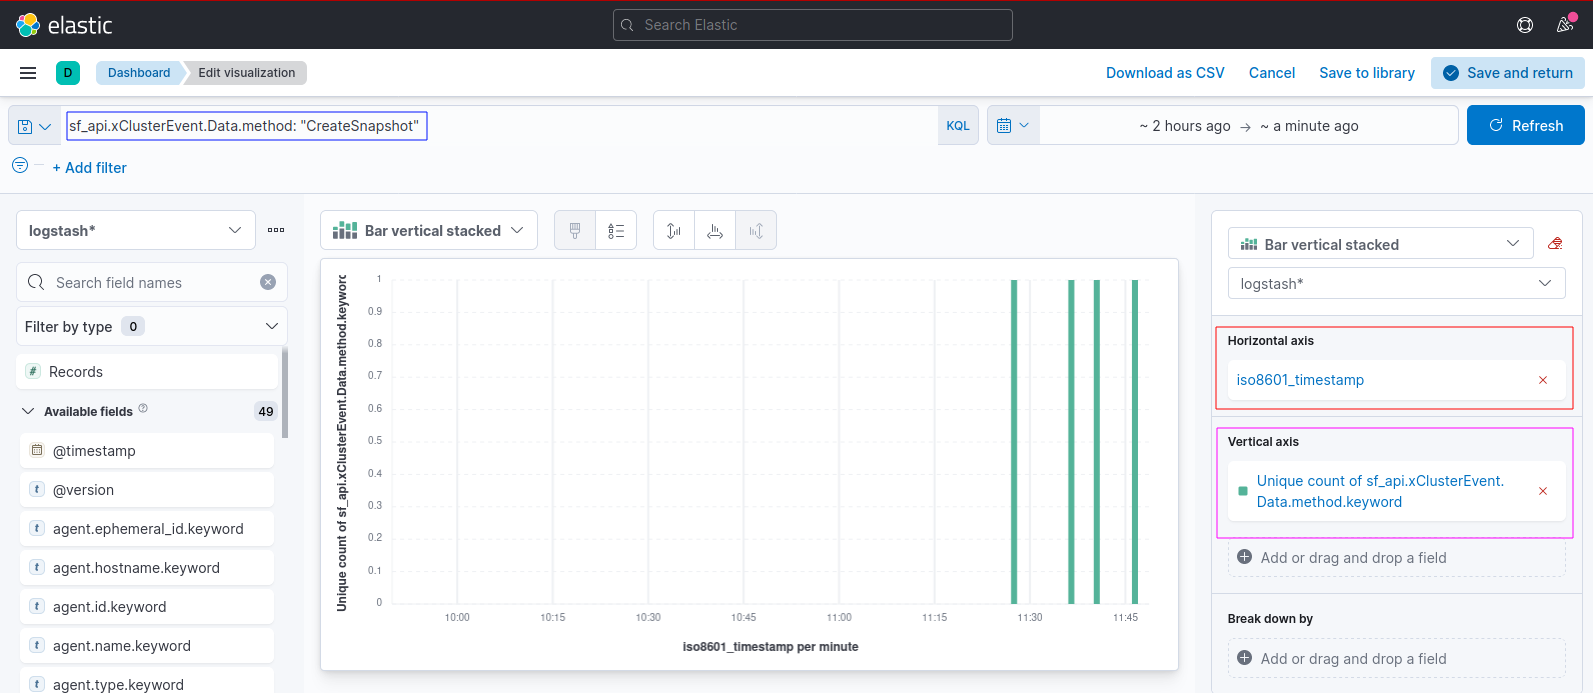 elastic
Search Elastic
D
Dashboard
Edit visualization
Download as CSV
Cancel
Save to library
Save and return
sf_api.xClusterEvent.Data.method: "CreateSnapshot"
KQL
~ 2 hours ago → ~ a minute ago
Refresh
+ Add filter
logstash*
Search field names
Filter by type 0
# Records
Available fields ?
49
@timestamp
t @version
t agent.ephemeral_id.keyword
t agent.hostname.keyword
t agent.id.keyword
t agent.name.keyword
t agent.type.keyword
Bar vertical stacked
Unique count of sf_api.xClusterEvent.Data.method.keyword
1
0.9
0.8
0.7
0.6
0.5
0.4
0.3
0.2
0.1
0
10:00
10:15
10:30
10:45
11:00
11:15
11:30
11:45
iso8601_timestamp per minute
Bar vertical stacked
logstash*
Horizontal axis
iso8601_timestamp
Vertical axis
Unique count of sf_api.xClusterEvent.
Data.method.keyword
Add or drag and drop a field
Break down by
Add or drag and drop a field